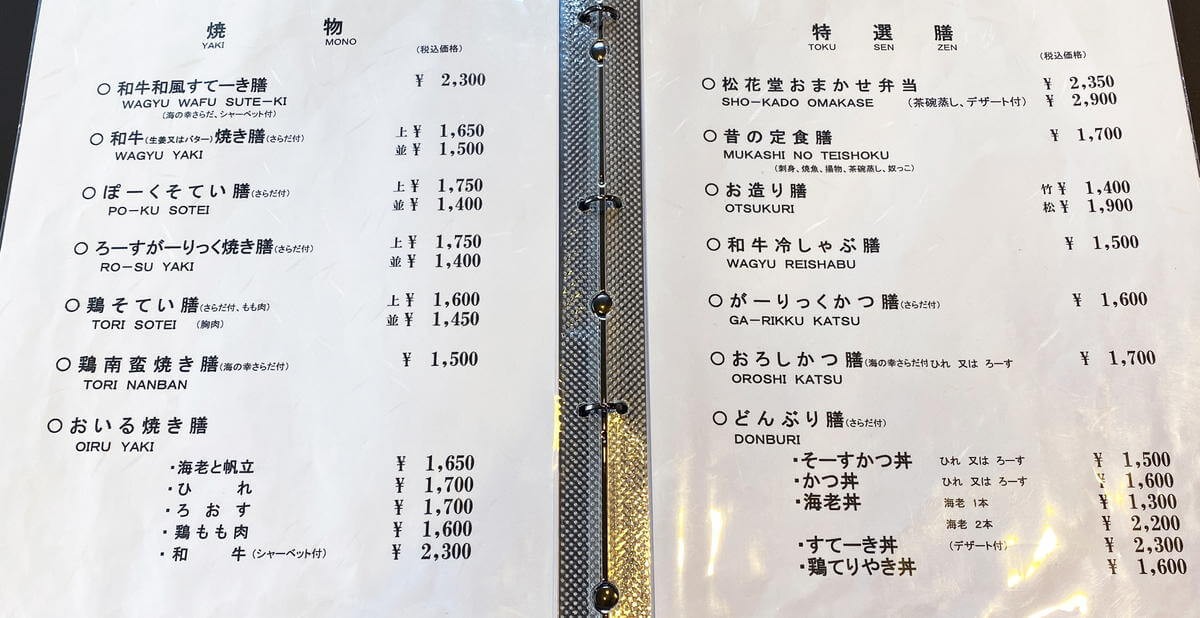 焼 物
YAKI MONO
(税込価格)
○ 和牛和風すてーき膳 ¥ 2,300
WAGYU WAFU SUTE-KI
(海の幸さらだ、シャーベット付)
○ 和牛(生姜又はバター)焼き膳(さらだ付) 上 ¥ 1,650
WAGYU YAKI 並 ¥ 1,500
○ ぽーくそてい膳(さらだ付) 上 ¥ 1,750
PO-KU SOTEI 並 ¥ 1,400
○ ろーすがーりっく焼き膳(さらだ付) 上 ¥ 1,750
RO-SU YAKI 並 ¥ 1,400
○ 鶏そてい膳(さらだ付、もも肉) 上 ¥ 1,600
TORI SOTEI (胸肉) 並 ¥ 1,450
○ 鶏南蛮焼き膳(海の幸さらだ付) ¥ 1,500
TORI NANBAN
○ おいる焼き膳
OIRU YAKI
・海老と帆立 ¥ 1,650
・ひ れ ¥ 1,700
・ろ お す ¥ 1,700
・鶏もも肉 ¥ 1,600
・和 牛(シャーベット付) ¥ 2,300
特 選 膳
TOKU SEN ZEN
(税込価格)
○ 松花堂おまかせ弁当 ¥ 2,350
SHO-KADO OMAKASE (茶碗蒸し、デザート付) ¥ 2,900
○ 昔の定食膳 ¥ 1,700
MUKASHI NO TEISHOKU
(刺身、焼魚、揚物、茶碗蒸し、奴っこ)
○ お造り膳 竹 ¥ 1,400
OTSUKURI 松 ¥ 1,900
○ 和牛冷しゃぶ膳 ¥ 1,500
WAGYU REISHABU
○ がーりっくかつ膳(さらだ付) ¥ 1,600
GA-RIKKU KATSU
○ おろしかつ膳(海の幸さらだ付 ひれ 又は ろーす ¥ 1,700
OROSHI KATSU
○ どんぶり膳(さらだ付)
DONBURI
・そーすかつ丼 ひれ 又は ろーす ¥ 1,500
・かつ丼 ひれ 又は ろーす ¥ 1,600
・海老丼 海老 1本 ¥ 1,300
海老 2本 ¥ 2,200
・すてーき丼 (デザート付) ¥ 2,300
・鶏てりやき丼 ¥ 1,600